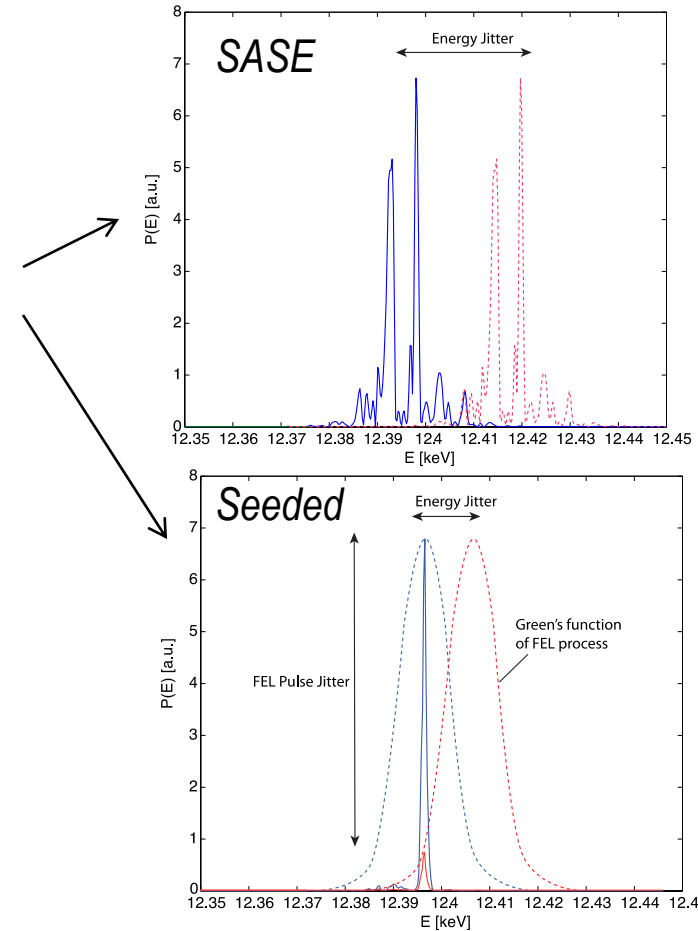 SASE
Energy Jitter
8
7
6
5
4
3
2
1
0
P(E) [a.u.]
12.35 12.36 12.37 12.38 12.39 12.4 12.41 12.42 12.43 12.44 12.45
E [keV]
Seeded
Energy Jitter
8
7
6
5
4
3
2
1
0
P(E) [a.u.]
FEL Pulse Jitter
Green's function
of FEL process
12.35 12.36 12.37 12.38 12.39 12.4 12.41 12.42 12.43 12.44 12.4
E [keV]